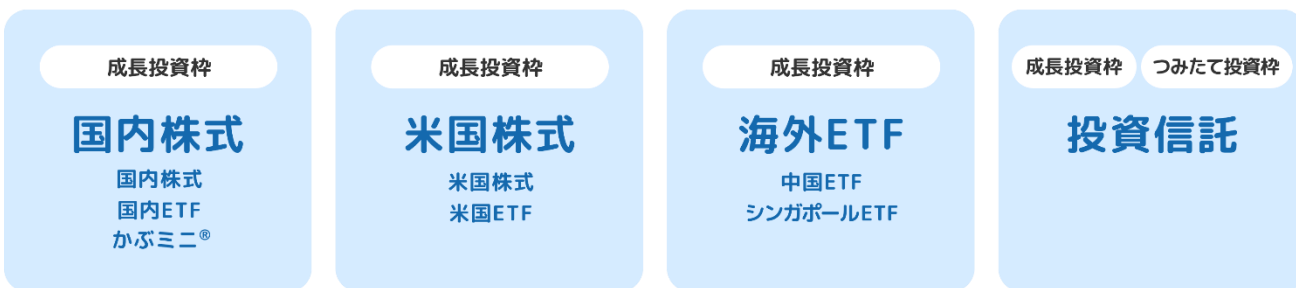 成長投資枠
国内株式
国内株式
国内ETF
かぶミニ®
成長投資枠
米国株式
米国株式
米国ETF
成長投資枠
海外ETF
中国ETF
シンガポールETF
成長投資枠 つみたて投資枠
投資信託